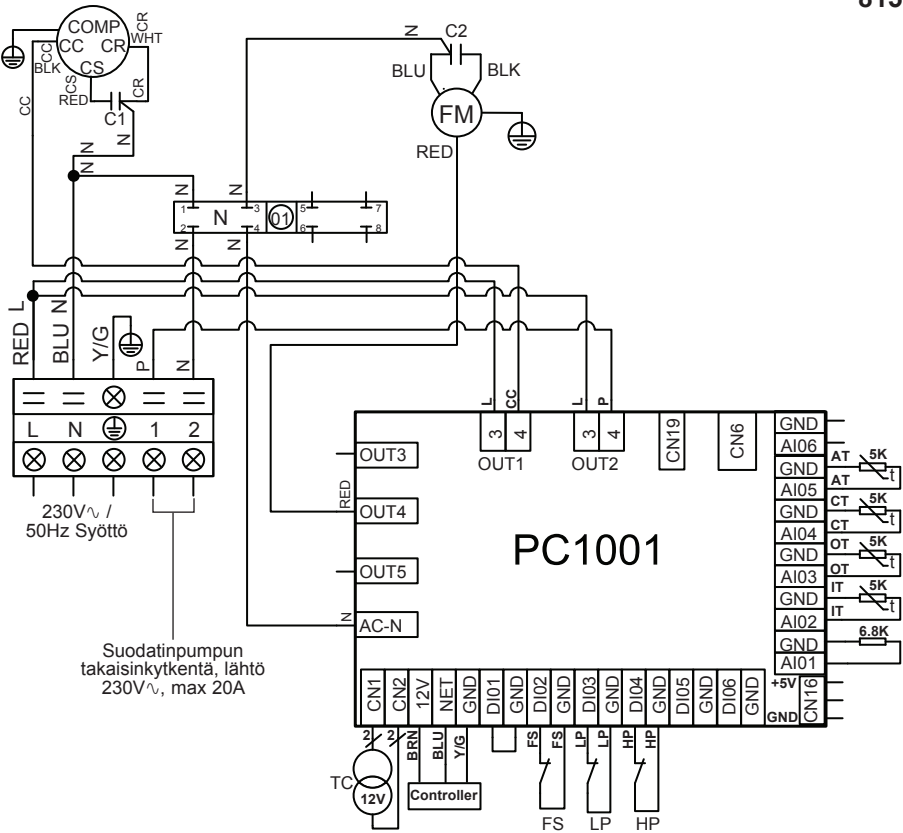 815
COMP
CC CR
CS
CR
WHT
CC
BLK
CS
RED
CR
CC
C1
N
N
N
N
C2
BLU BLK
FM
RED
N N
1 3 5 7
N 01
2 4 6 8
N N
RED L
BLU N
Y/G
P
N
L N 1 2
230V∿ /
50Hz Syöttö
Suodatinpumpun
takaisinkytkentä, lähtö
230V∿, max 20A
L CC L P
3 4 3 4
OUT1 OUT2
CN19 CN6
OUT3
RED
OUT4
OUT5
N
AC-N
PC1001
GND
AI06
GND AT 5K
AI05 AT t
GND CT 5K
AI04 CT t
GND OT 5K
AI03 OT t
GND IT 5K
AI02 IT t
GND 6.8K
AI01
+5V
CN16
GND
CN1 CN2 12V NET GND DI01 GND DI02 GND DI03 GND DI04 GND DI05 GND DI06 GND
2 2 BRN BLU Y/G FS FS LP LP HP HP
TC
12V
Controller
FS LP HP